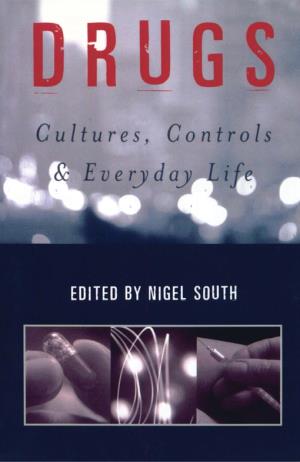 DRUGS
Cultures, Controls
& Everyday Life
EDITED BY NIGEL SOUTH